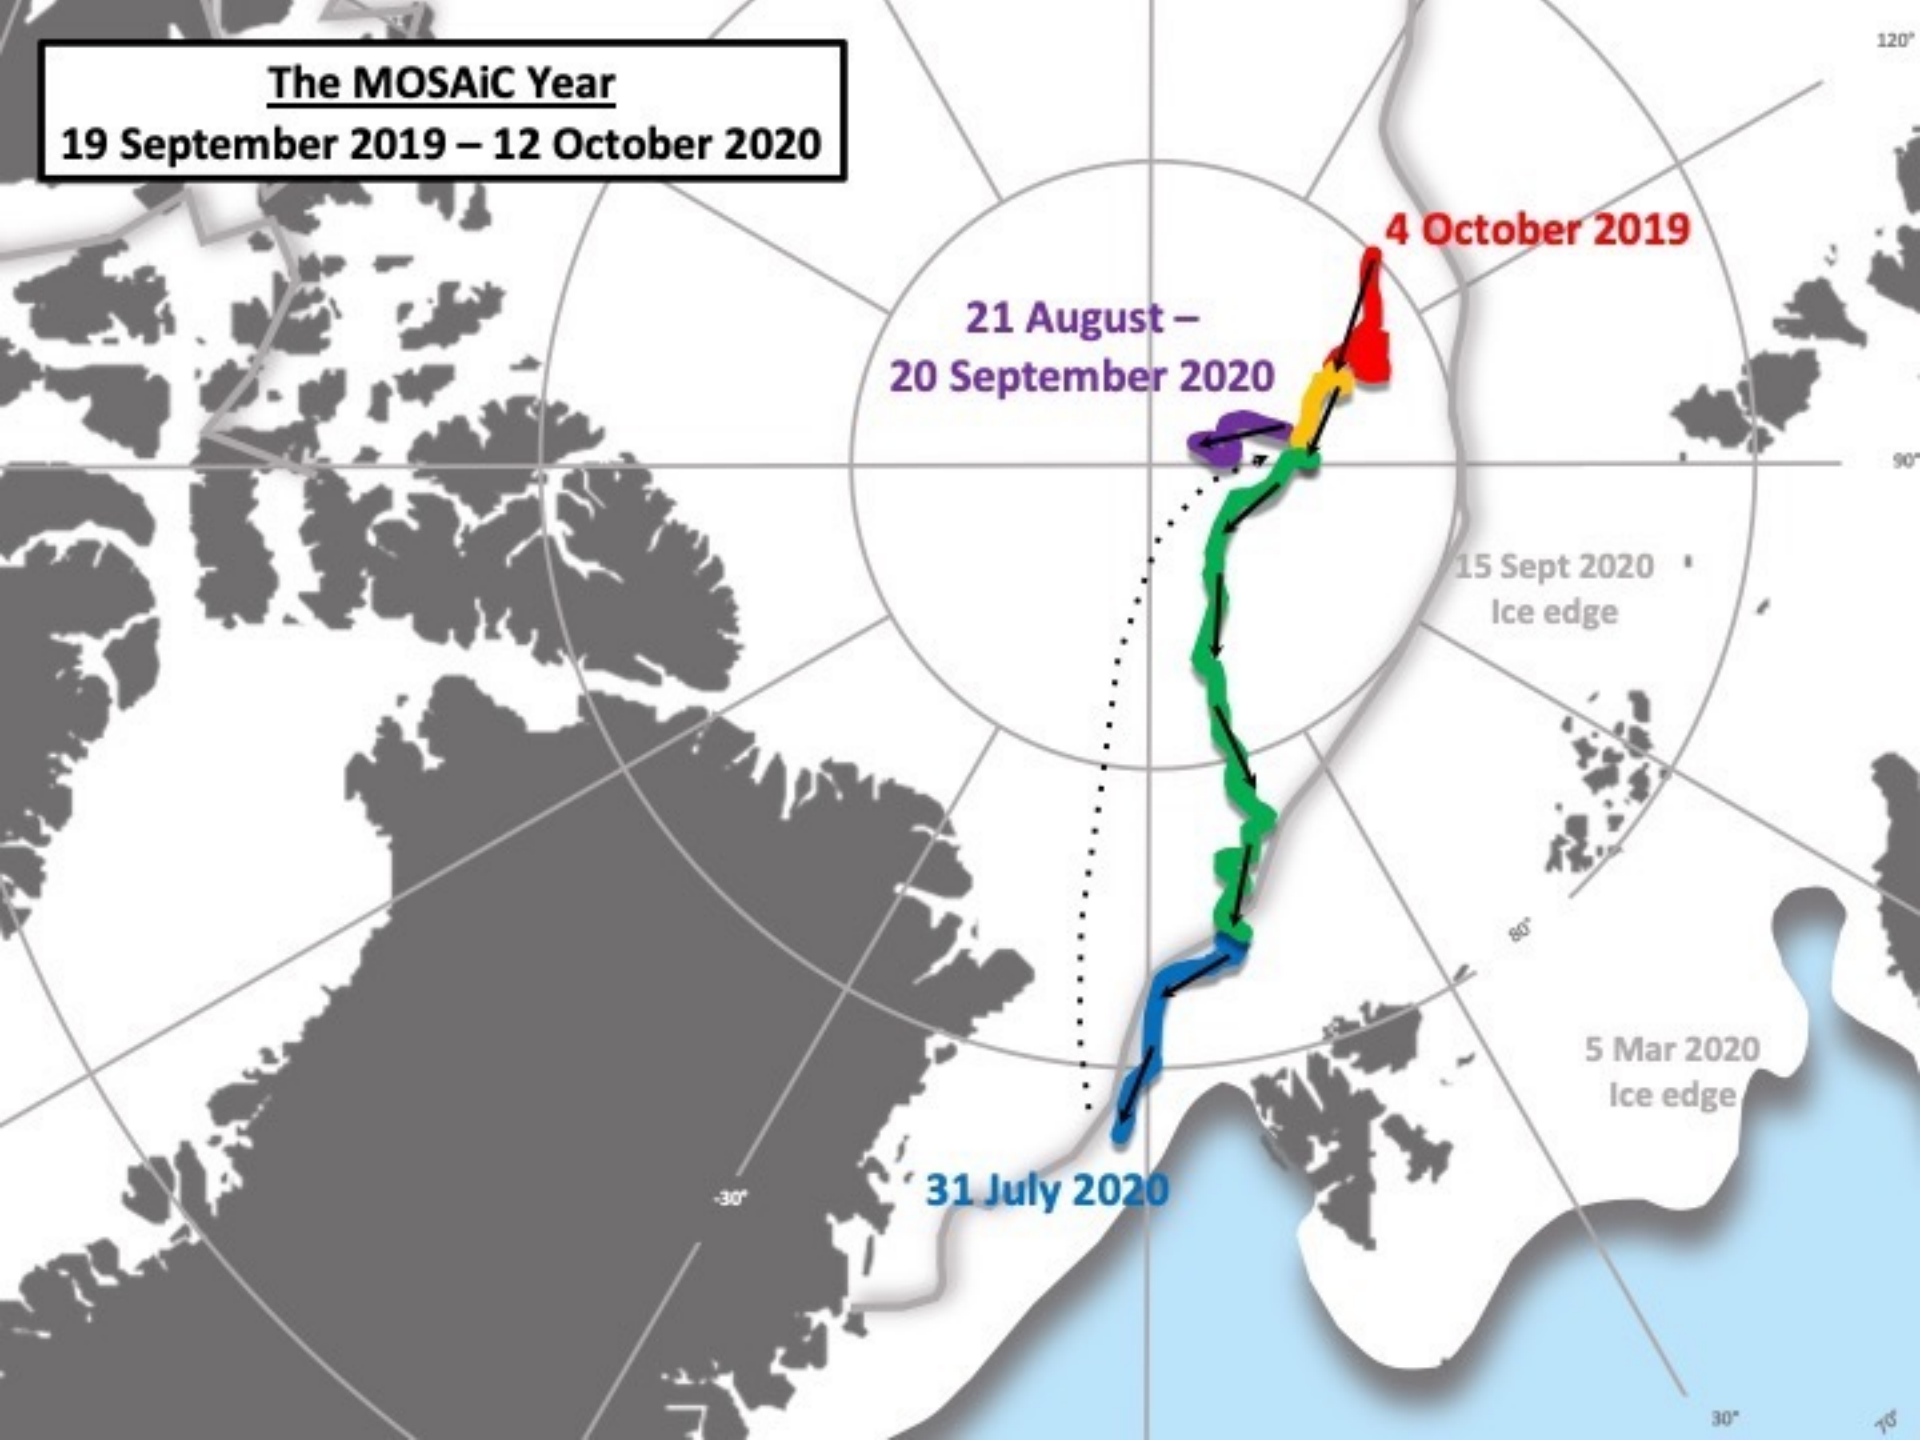 The MOSAiC Year
19 September 2019 – 12 October 2020
120°
4 October 2019
21 August –
20 September 2020
90°
15 Sept 2020
Ice edge
80°
5 Mar 2020
Ice edge
31 July 2020
-30°
30°
70°